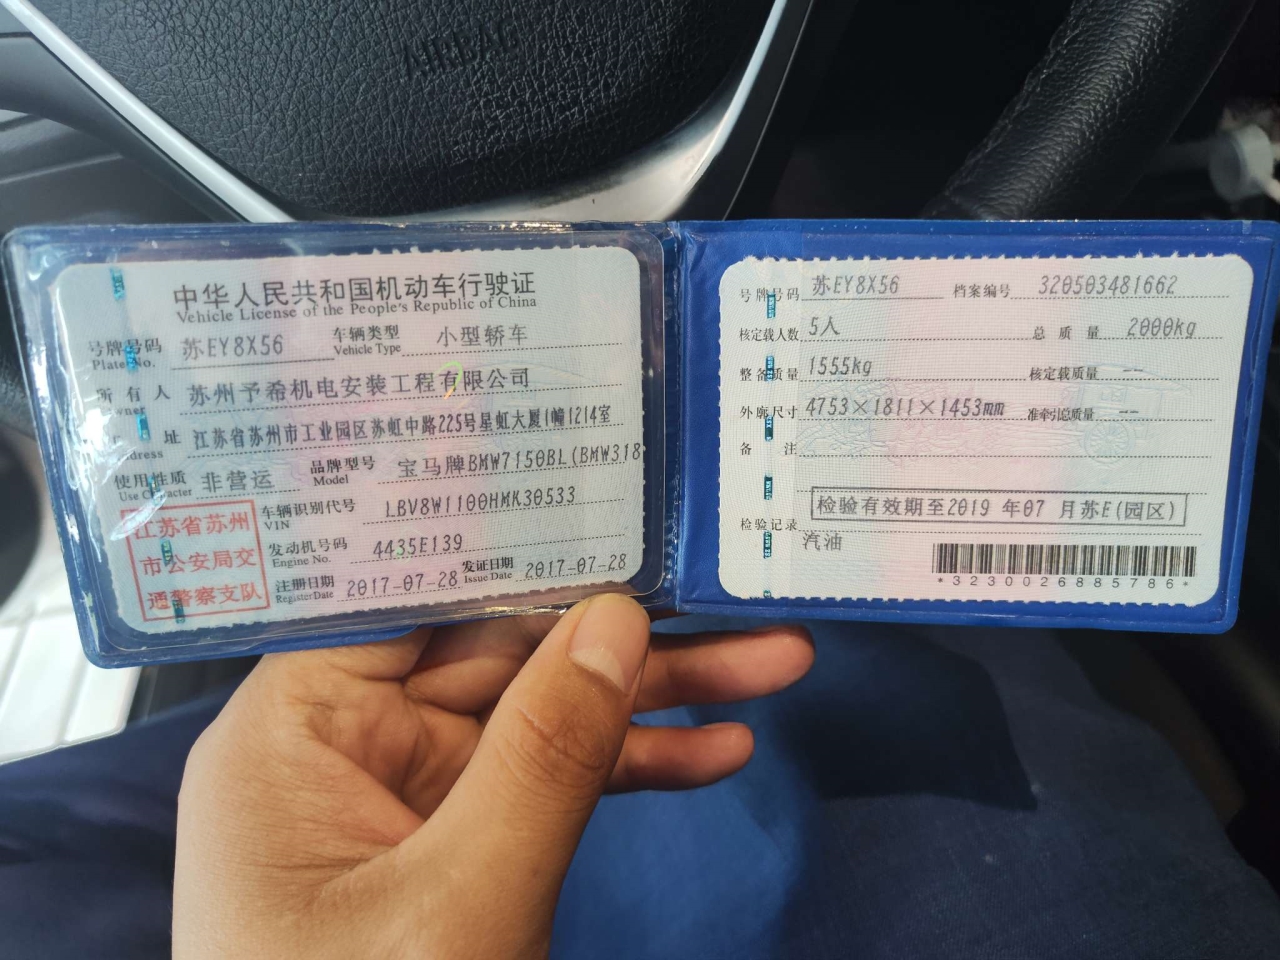 AIRBAG
中华人民共和国机动车行驶证
Vehicle License of the People's Republic of China
号牌号码 苏EY8X56 车辆类型 小型轿车
Plate No. Vehicle Type
所有人 苏州予希机电安装工程有限公司
Owner
址 江苏省苏州市工业园区苏虹中路225号星虹大厦1幢1214室
Address
使用性质 非营运 品牌型号 宝马牌BMW7150BL(BMW318
Use Character Model
江苏省苏州
市公安局交
通警察支队
车辆识别代号 LBV8W1100HMK30533
VIN
发动机号码 4435E139
Engine No.
注册日期 2017-07-28 发证日期 2017-07-28
Register Date Issue Date
号牌号码 苏EY8X56 档案编号 320503481662
核定载人数 5人 总质量 2000kg
整备质量 1555kg 核定载质量 --
外廓尺寸 4753×1811×1453mm 准牵引总质量 --
备注
检验有效期至2019 年07 月苏E(园区)
检验记录
汽油
*3230026885786*